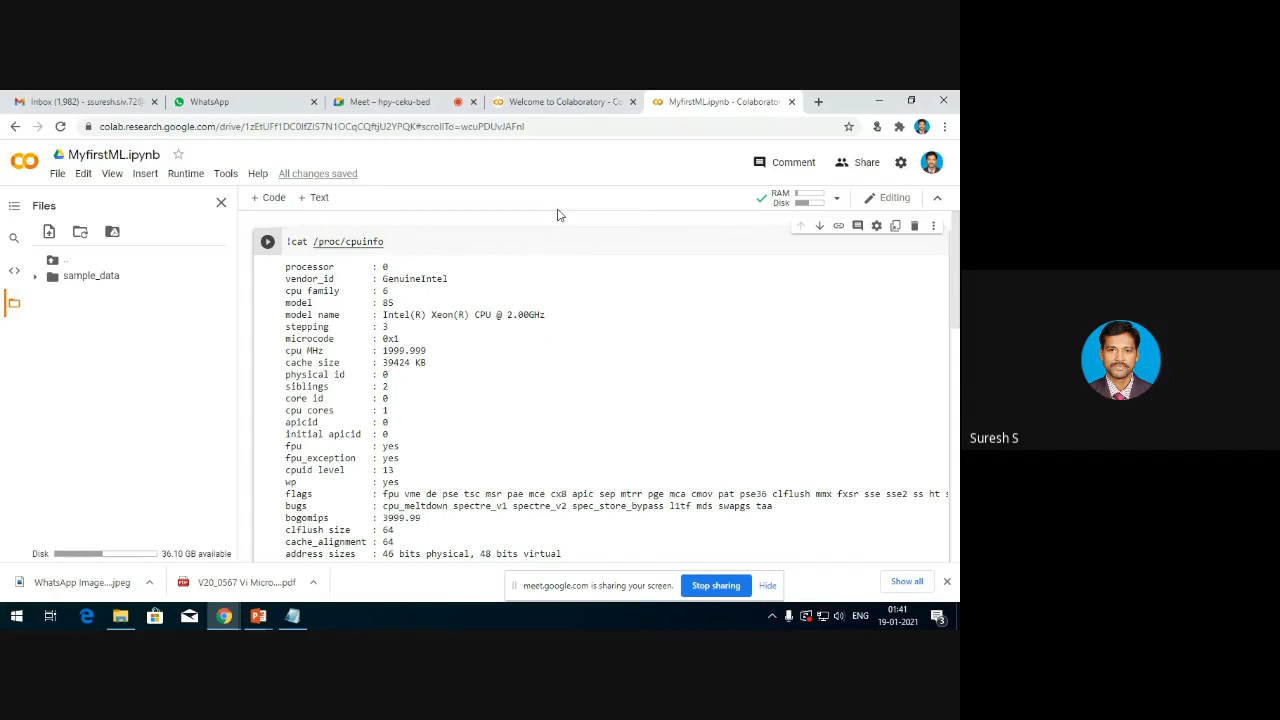 Inbox (1,982) - ssuresh.siv.72@
WhatsApp
Meet – hpy-ceku-bed
Welcome to Colaboratory - Co
MyfirstML.ipynb - Colaborato
colab.research.google.com/drive/1zEtUFf1DC0IfZlS7N1OCqCQftjU2YPQK#scrollTo=wcuPDUvJAFnI
MyfirstML.ipynb
Comment
Share
File Edit View Insert Runtime Tools Help All changes saved
Files
+ Code + Text
RAM
Disk
Editing
!cat /proc/cpuinfo
..
sample_data
processor : 0
vendor_id : GenuineIntel
cpu family : 6
model : 85
model name : Intel(R) Xeon(R) CPU @ 2.00GHz
stepping : 3
microcode : 0x1
cpu MHz : 1999.999
cache size : 39424 KB
physical id : 0
siblings : 2
core id : 0
cpu cores : 1
apicid : 0
initial apicid : 0
fpu : yes
fpu_exception : yes
cpuid level : 13
wp : yes
flags : fpu vme de pse tsc msr pae mce cx8 apic sep mtrr pge mca cmov pat pse36 clflush mmx fxsr sse sse2 ss ht s
bugs : cpu_meltdown spectre_v1 spectre_v2 spec_store_bypass l1tf mds swapgs taa
bogomips : 3999.99
clflush size : 64
cache_alignment : 64
address sizes : 46 bits physical, 48 bits virtual
Disk 36.10 GB available
WhatsApp Image....jpeg
V20_0567 Vi Micro....pdf
meet.google.com is sharing your screen.
Stop sharing
Hide
Show all
ENG
01:41
19-01-2021
3
Suresh S